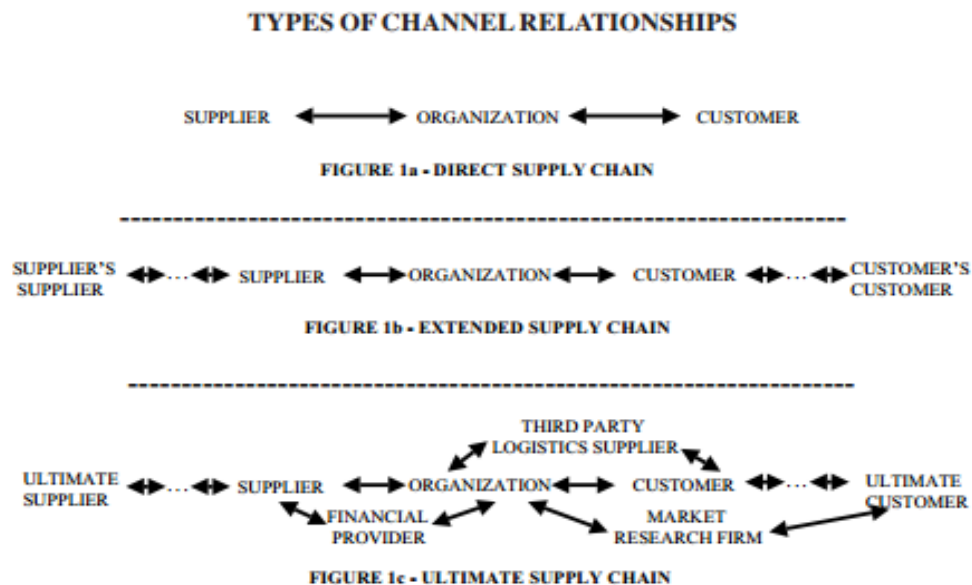 TYPES OF CHANNEL RELATIONSHIPS
SUPPLIER ORGANIZATION CUSTOMER
FIGURE 1a - DIRECT SUPPLY CHAIN
SUPPLIER'S
SUPPLIER
...
SUPPLIER ORGANIZATION CUSTOMER
...
CUSTOMER'S
CUSTOMER
FIGURE 1b - EXTENDED SUPPLY CHAIN
THIRD PARTY
LOGISTICS SUPPLIER
ULTIMATE
SUPPLIER
...
SUPPLIER ORGANIZATION CUSTOMER
...
ULTIMATE
CUSTOMER
FINANCIAL
PROVIDER
MARKET
RESEARCH FIRM
FIGURE 1c - ULTIMATE SUPPLY CHAIN